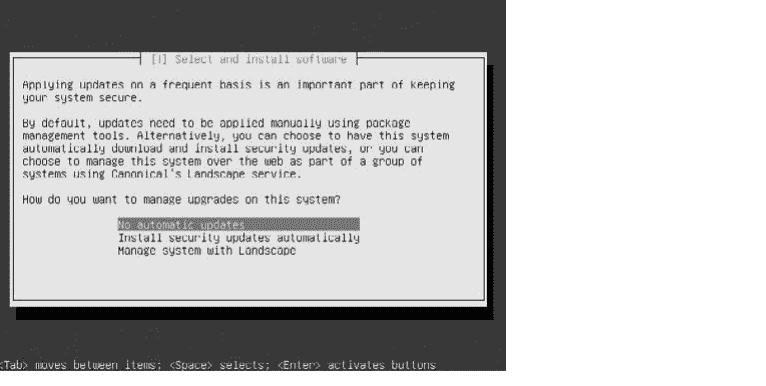 [!] Select and install software
Applying updates on a frequent basis is an important part of keeping
your system secure.
By default, updates need to be applied manually using package
management tools. Alternatively, you can choose to have this system
automatically download and install security updates, or you can
choose to manage this system over the web as part of a group of
systems using Canonical's Landscape service.
How do you want to manage upgrades on this system?
No automatic updates
Install security updates automatically
Manage system with Landscape
<Tab> moves between items; <Space> selects; <Enter> activates buttons